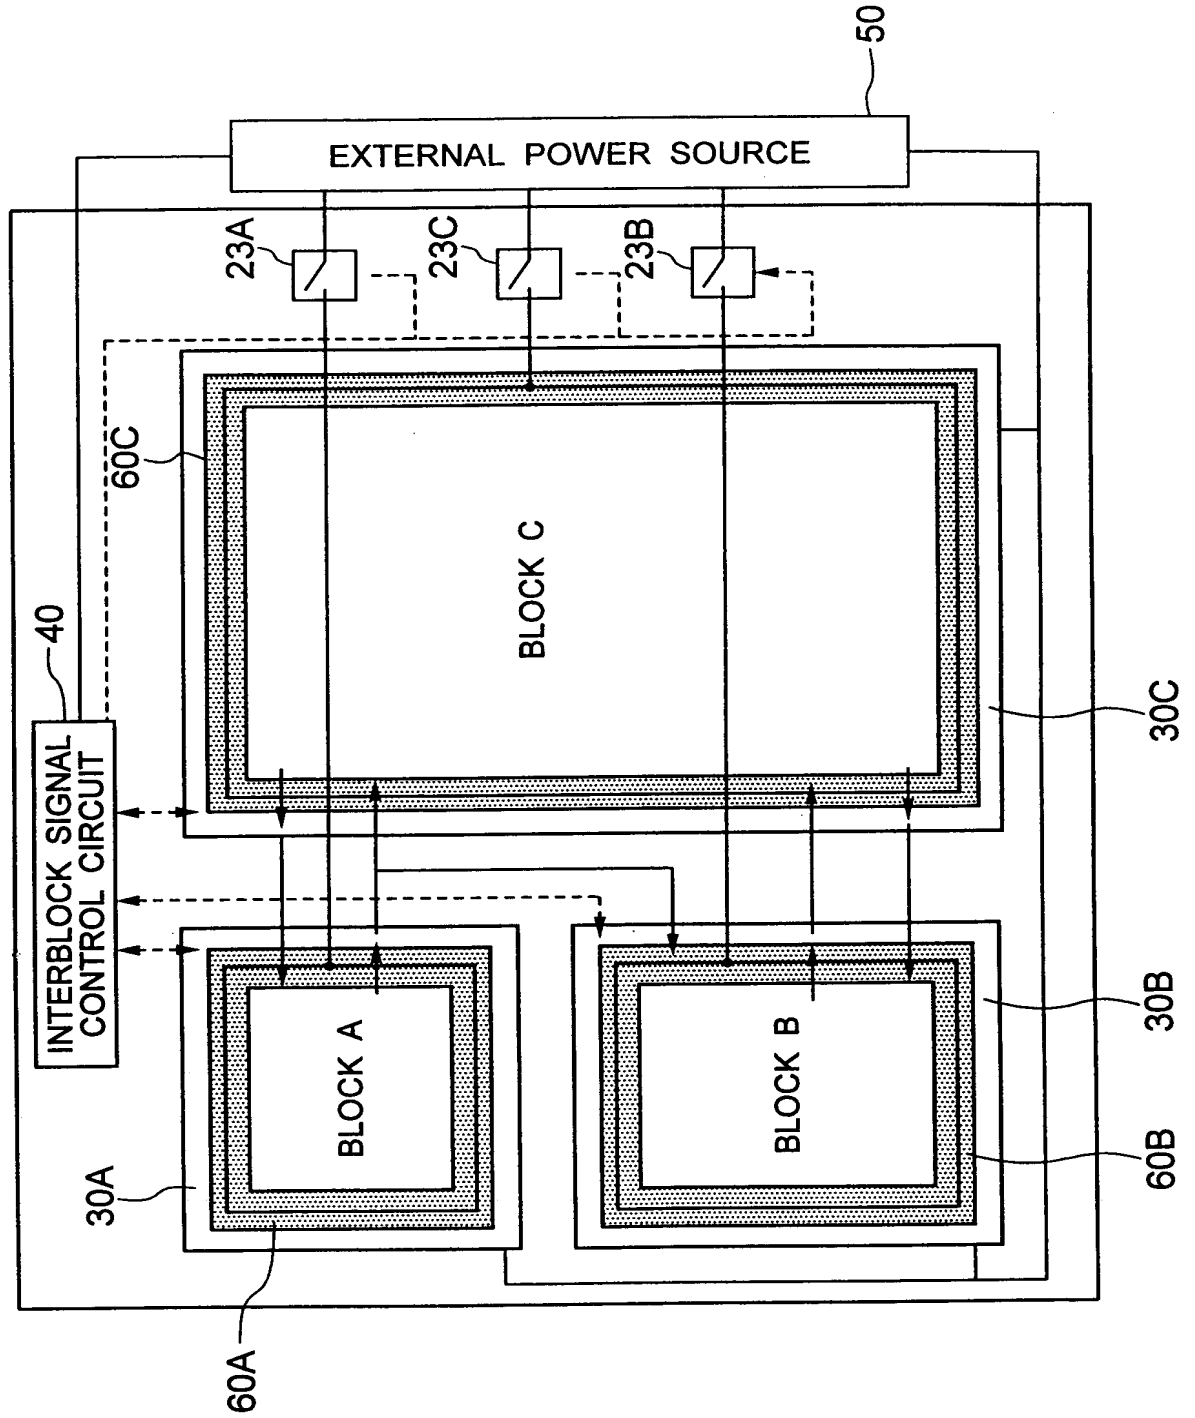 50
EXTERNAL POWER SOURCE
23A
23C
23B
60C
BLOCK C
40
INTERBLOCK SIGNAL
CONTROL CIRCUIT
30C
BLOCK A
BLOCK B
30B
30A
60B
60A